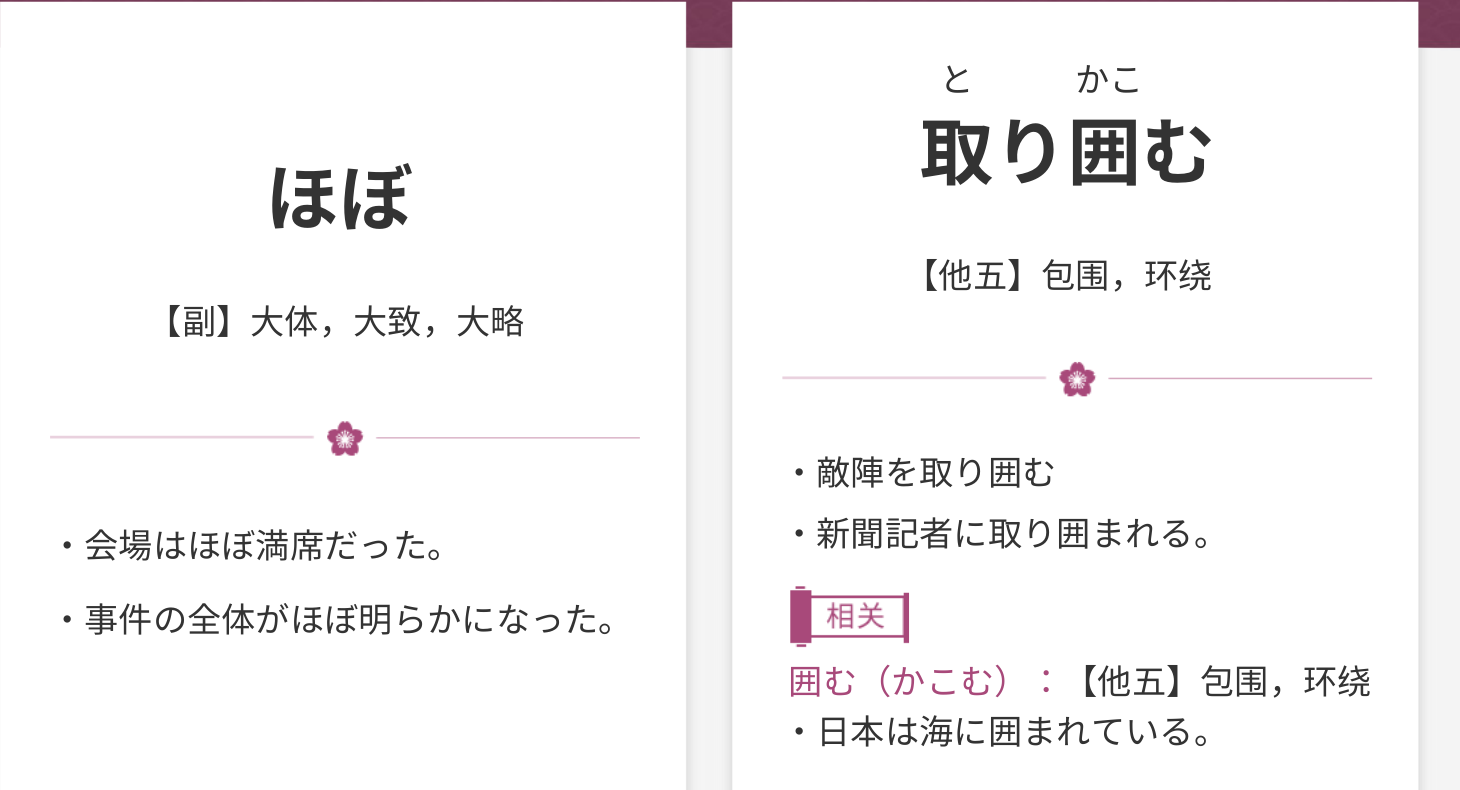 ほぼ
【副】大体，大致，大略
・会場はほぼ満席だった。
・事件の全体がほぼ明らかになった。
と かこ
取り囲む
【他五】包围，环绕
・敵陣を取り囲む
・新聞記者に取り囲まれる。
相关
囲む（かこむ）：【他五】包围，环绕
・日本は海に囲まれている。